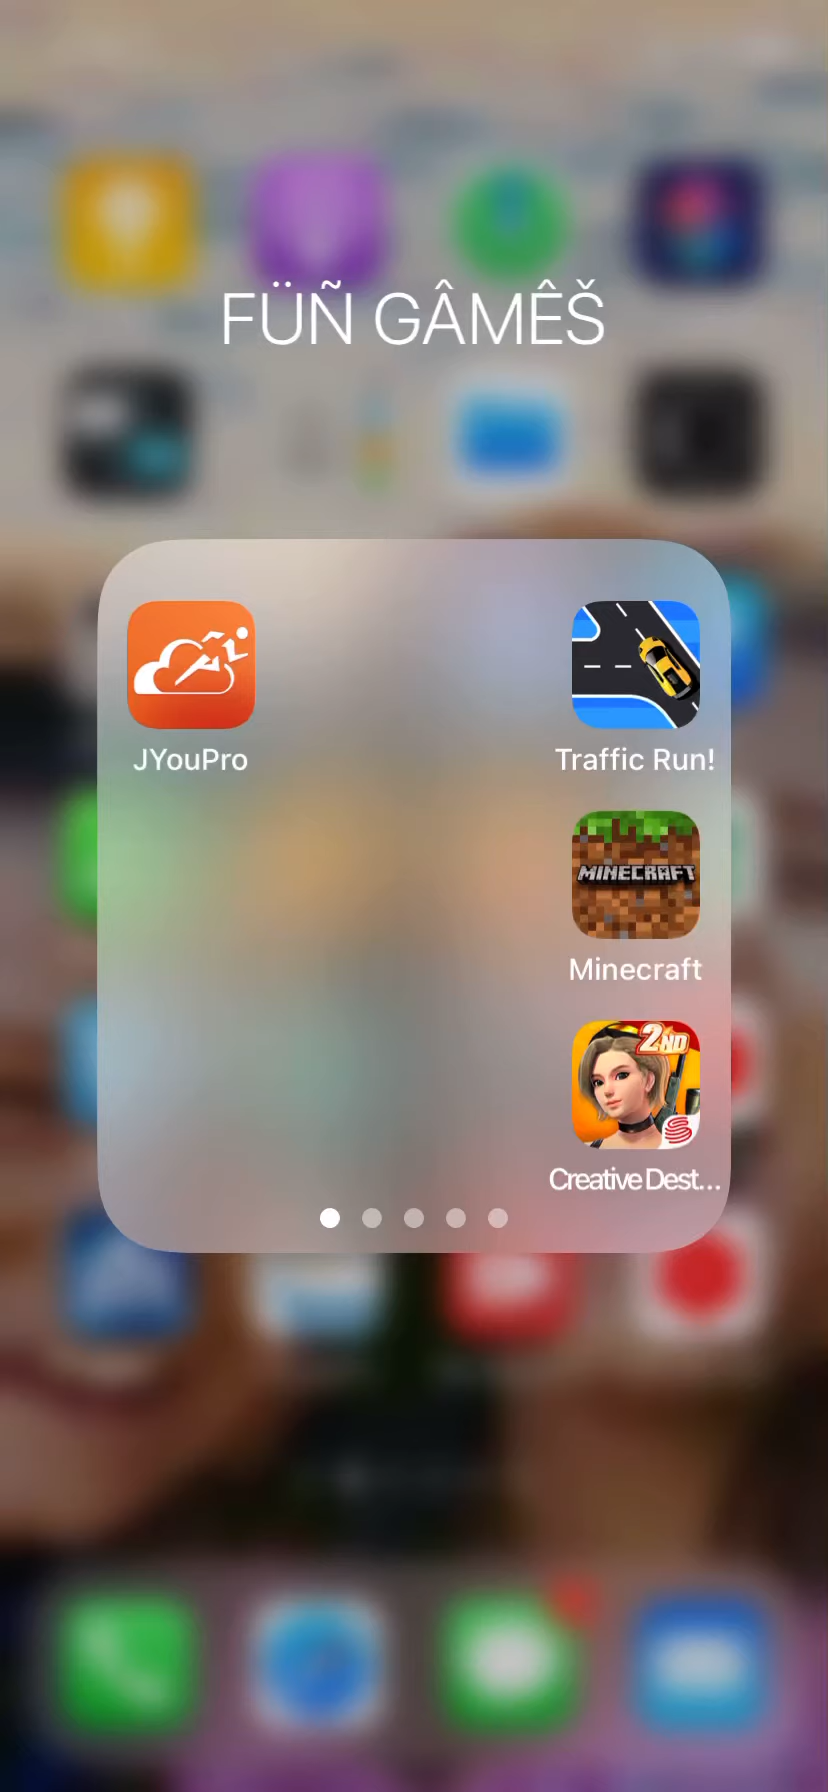 FÜÑ GÂMÊŠ
JYouPro
Traffic Run!
MINECRAFT
Minecraft
2ND
Creative Dest...